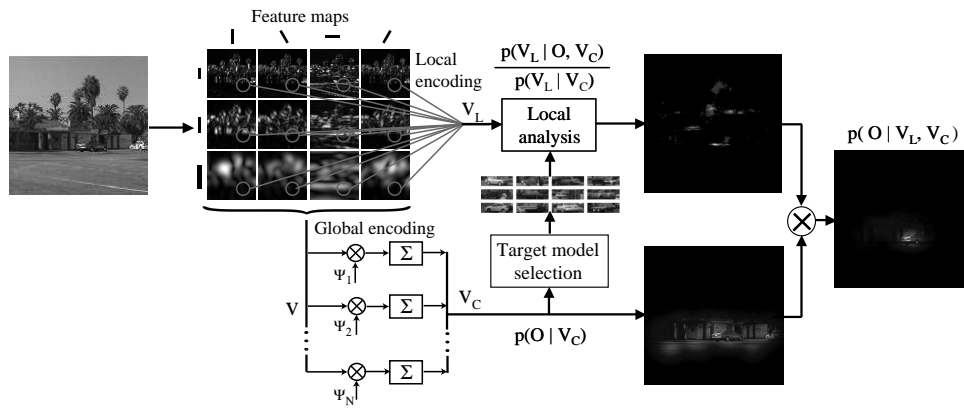 Feature maps
Local
encoding
p(V_L | O, V_C)
p(V_L | V_C)
V_L
Local
analysis
p( O | V_L, V_C)
Global encoding
Target model
selection
Ψ_1
Σ
V
Ψ_2
Σ
V_C
p(O | V_C)
Ψ_N
Σ